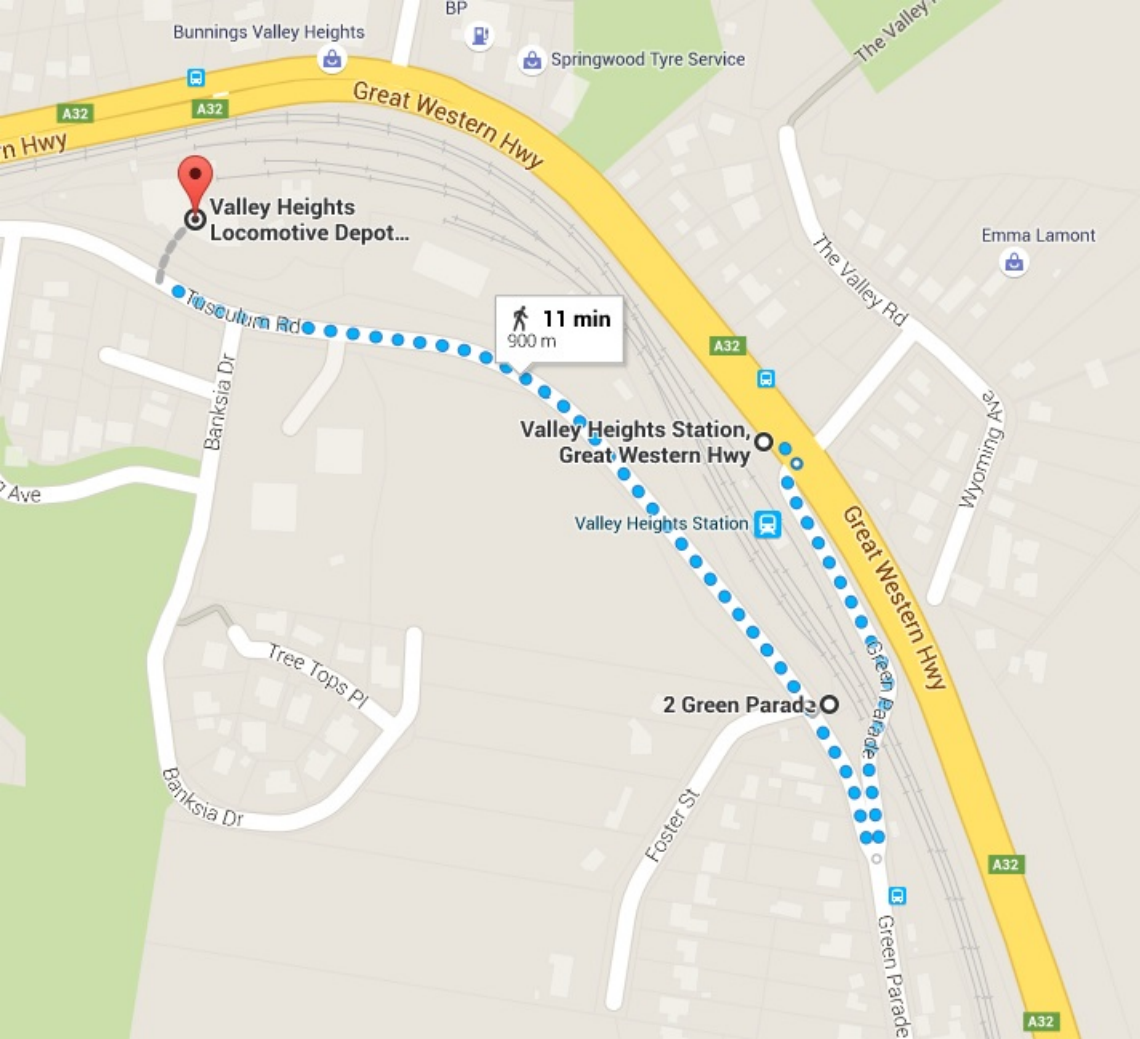 BP
Bunnings Valley Heights
Springwood Tyre Service
The Valley
A32
A32
Great Western Hwy
n Hwy
Valley Heights
Locomotive Depot...
Emma Lamont
The Valley Rd
Tusculum Rd
11 min
900 m
A32
Banksia Dr
Wyoming Ave
Valley Heights Station,
Great Western Hwy
Ave
Valley Heights Station
Great Western Hwy
Green Parade
Tree Tops Pl
2 Green Parade
Banksia Dr
Foster St
A32
Green Parade
A32